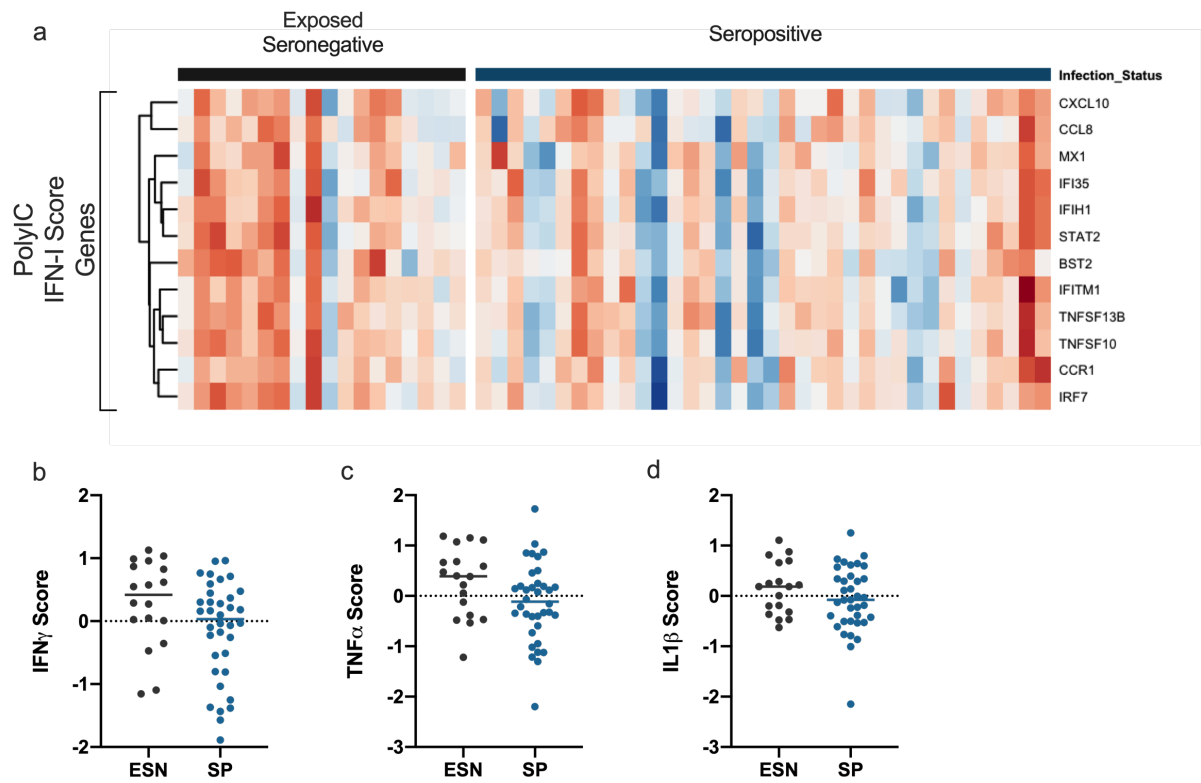 a
Exposed
Seronegative
Seropositive
Infection_Status
PolyIC
IFN-I Score
Genes
CXCL10
CCL8
MX1
IFI35
IFIH1
STAT2
BST2
IFITM1
TNFSF13B
TNFSF10
CCR1
IRF7
b
IFNγ Score
2
1
0
-1
-2
ESN
SP
c
TNFα Score
2
1
0
-1
-2
-3
ESN
SP
d
IL1β Score
2
1
0
-1
-2
-3
ESN
SP